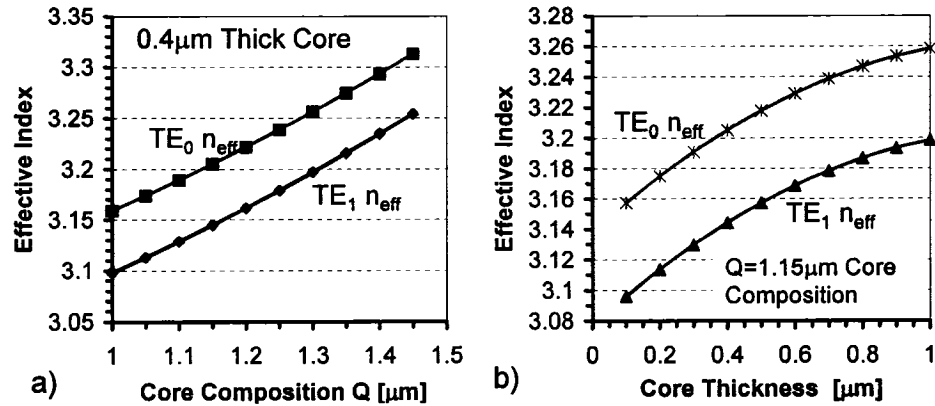 0.4μm Thick Core
3.35
3.3
3.25
3.2
3.15
3.1
3.05
Effective Index
TE0 neff
TE1 neff
1 1.1 1.2 1.3 1.4 1.5
a)
Core Composition Q [μm]
3.28
3.26
3.24
3.22
3.2
3.18
3.16
3.14
3.12
3.1
3.08
Effective Index
TE0 neff
TE1 neff
Q=1.15μm Core
Composition
0 0.2 0.4 0.6 0.8 1
b)
Core Thickness [μm]